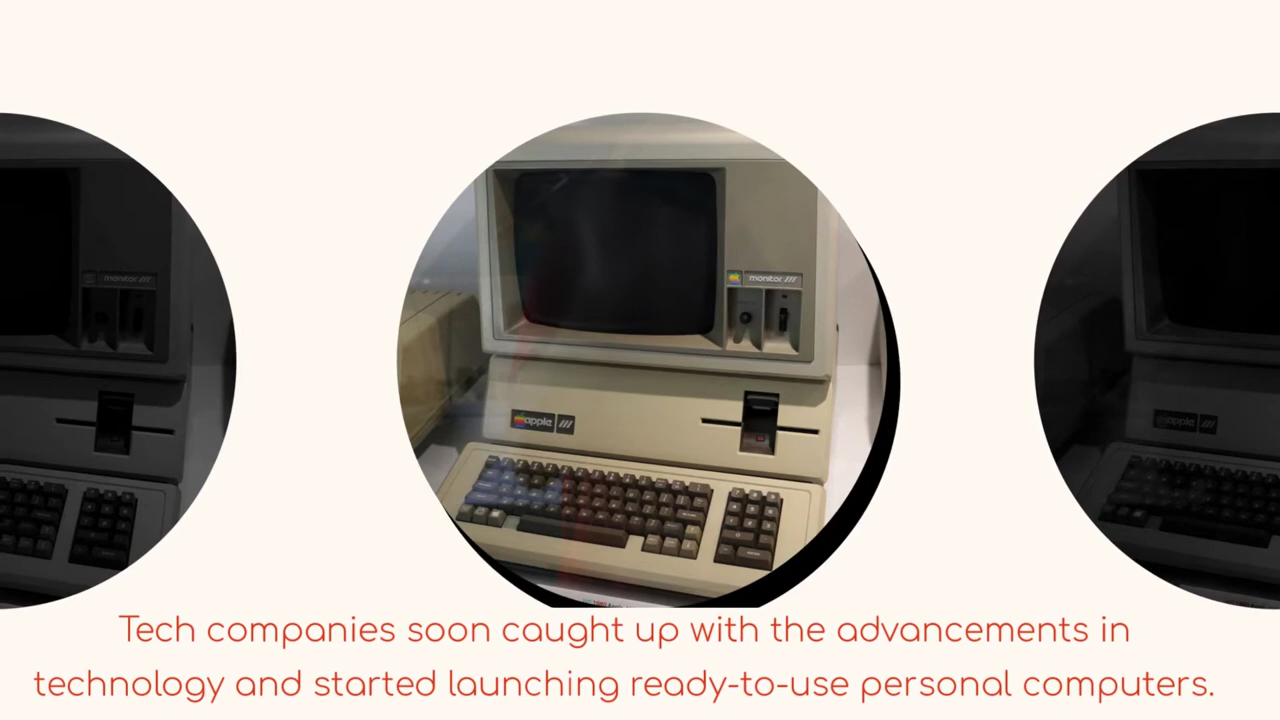 monitor ///
apple ///
Tech companies soon caught up with the advancements in
technology and started launching ready-to-use personal computers.